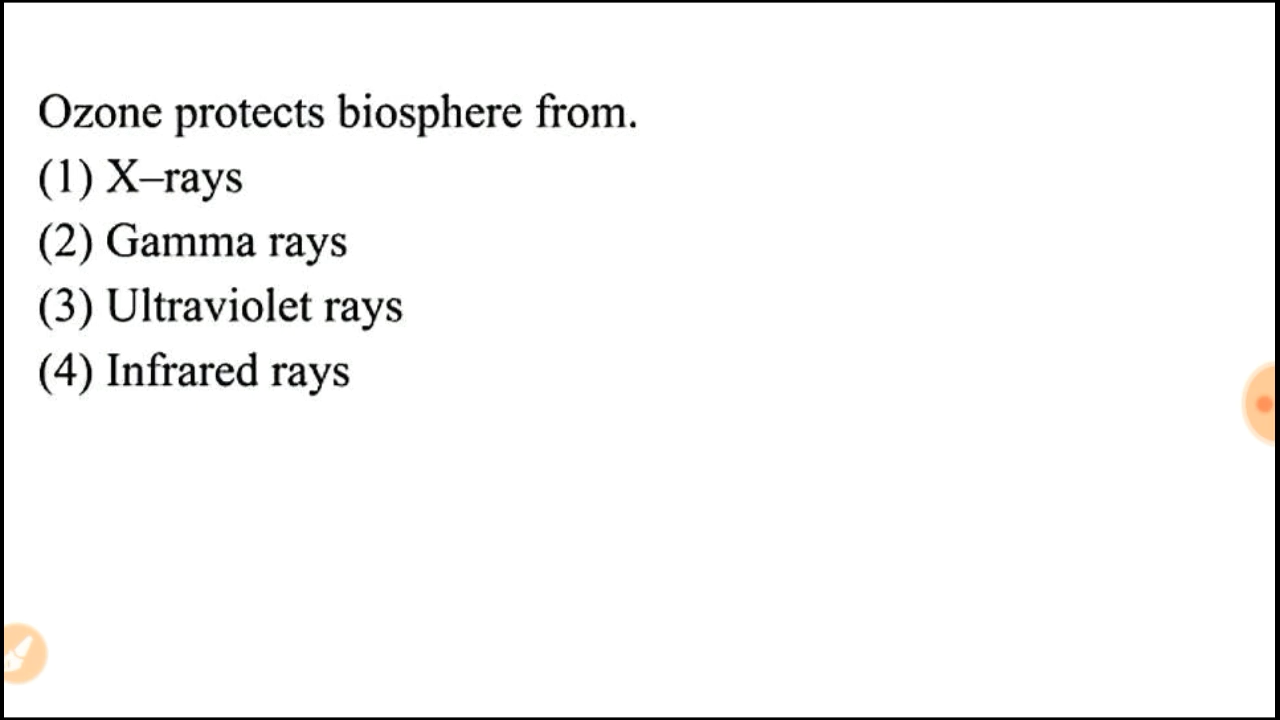 Ozone protects biosphere from.
(1) X–rays
(2) Gamma rays
(3) Ultraviolet rays
(4) Infrared rays